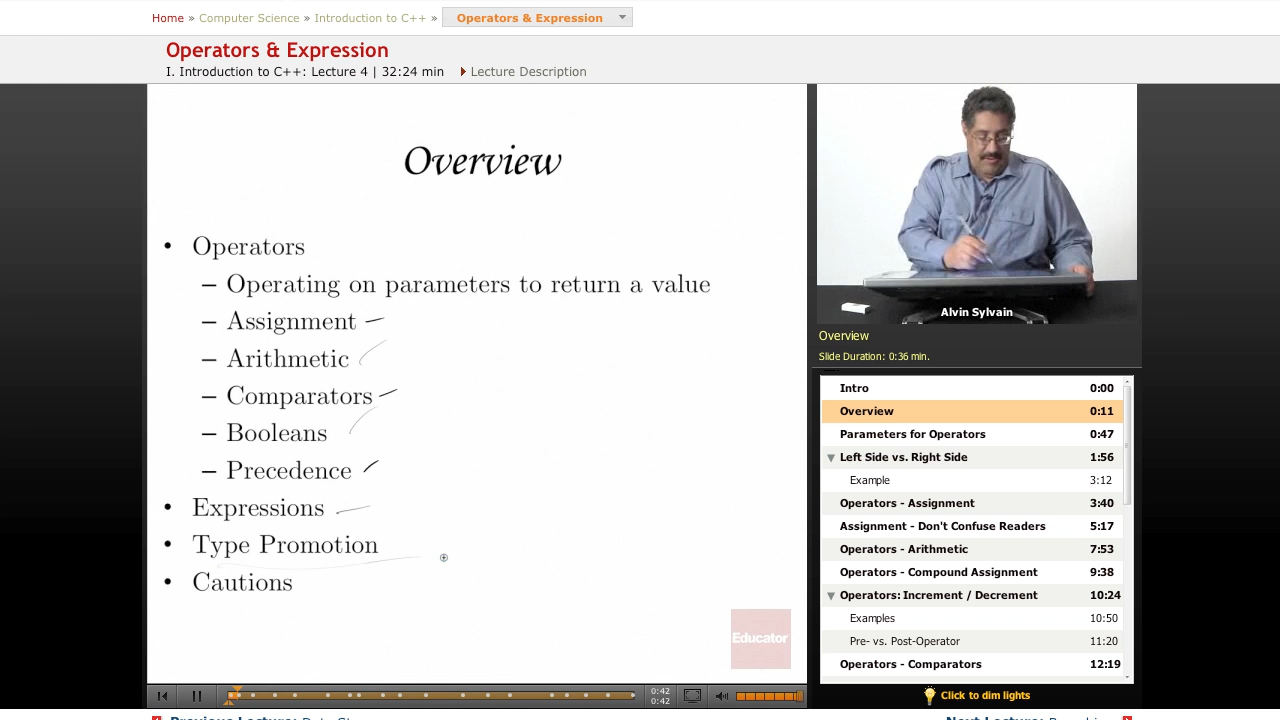 Home » Computer Science » Introduction to C++ » Operators & Expression
Operators & Expression
I. Introduction to C++: Lecture 4 | 32:24 min Lecture Description
Overview
• Operators
– Operating on parameters to return a value
– Assignment
– Arithmetic
– Comparators
– Booleans
– Precedence
• Expressions
• Type Promotion
• Cautions
Educator
0:42
0:42
Alvin Sylvain
Overview
Slide Duration: 0:36 min.
Intro 0:00
Overview 0:11
Parameters for Operators 0:47
Left Side vs. Right Side 1:56
Example 3:12
Operators - Assignment 3:40
Assignment - Don't Confuse Readers 5:17
Operators - Arithmetic 7:53
Operators - Compound Assignment 9:38
Operators: Increment / Decrement 10:24
Examples 10:50
Pre- vs. Post-Operator 11:20
Operators - Comparators 12:19
Click to dim lights
Previous Lecture:
Next Lecture: